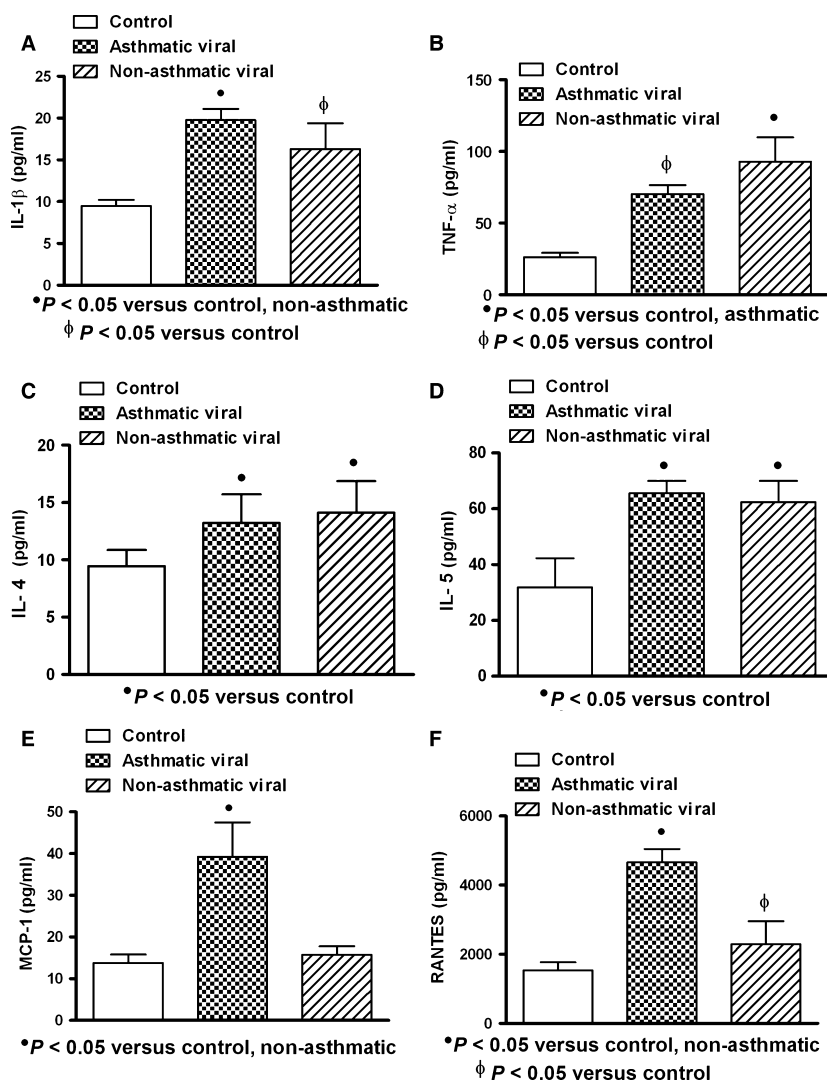 A
Control
Asthmatic viral
Non-asthmatic viral
IL-1β (pg/ml)
25
20
15
10
5
0
•
ϕ
•P < 0.05 versus control, non-asthmatic
ϕ P < 0.05 versus control
B
Control
Asthmatic viral
Non-asthmatic viral
TNF-α (pg/ml)
150
100
50
0
ϕ
•
•P < 0.05 versus control, asthmatic
ϕ P < 0.05 versus control
C
Control
Asthmatic viral
Non-asthmatic viral
IL- 4 (pg/ml)
20
15
10
5
0
•
•
•P < 0.05 versus control
D
Control
Asthmatic viral
Non-asthmatic viral
IL- 5 (pg/ml)
80
60
40
20
0
•
•
•P < 0.05 versus control
E
Control
Asthmatic viral
Non-asthmatic viral
MCP-1 (pg/ml)
50
40
30
20
10
0
•
•P < 0.05 versus control, non-asthmatic
F
Control
Asthmatic viral
Non-asthmatic viral
RANTES (pg/ml)
6000
4000
2000
0
•
ϕ
•P < 0.05 versus control, non-asthmatic
ϕ P < 0.05 versus control